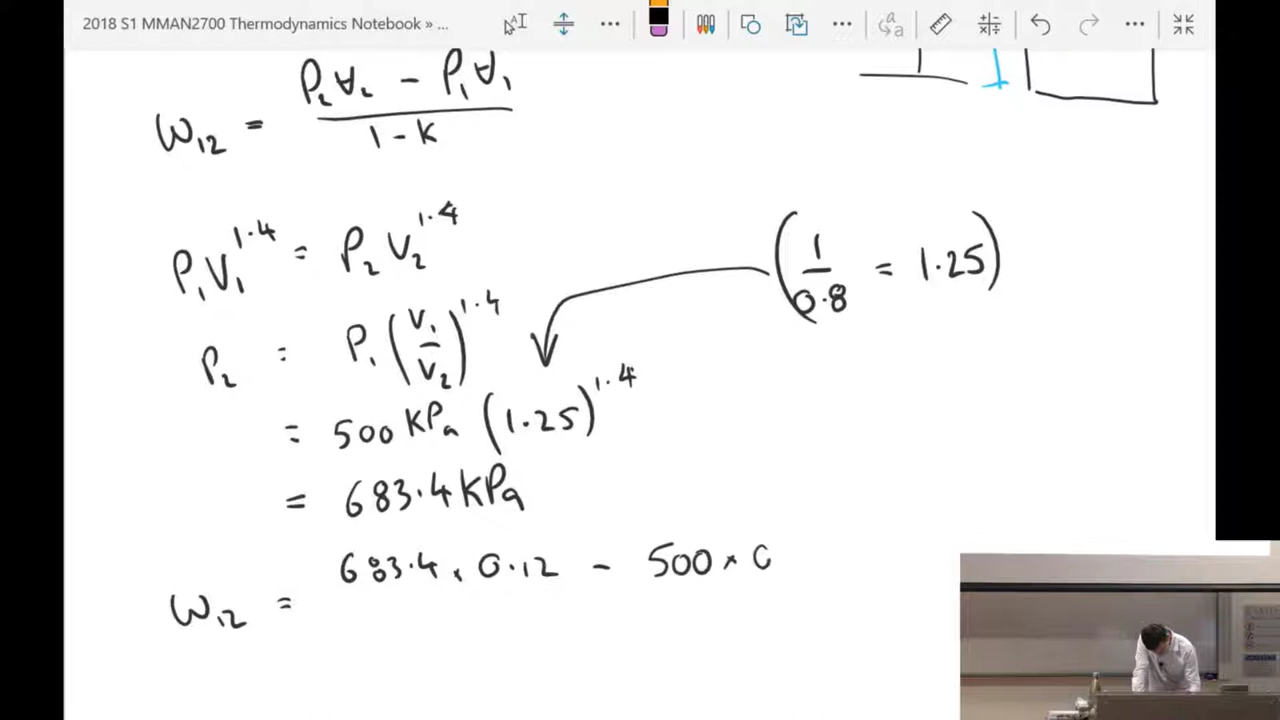 2018 S1 MMAN2700 Thermodynamics Notebook » ...
W₁₂ = (P₂V₂ - P₁V₁) / (1 - K)
P₁V₁^1.4 = P₂V₂^1.4
(1/0.8 = 1.25)
P₂ = P₁ (V₁/V₂)^1.4
= 500 KPa (1.25)^1.4
= 683.4 KPa
W₁₂ = 683.4 × 0.12 - 500 × 0